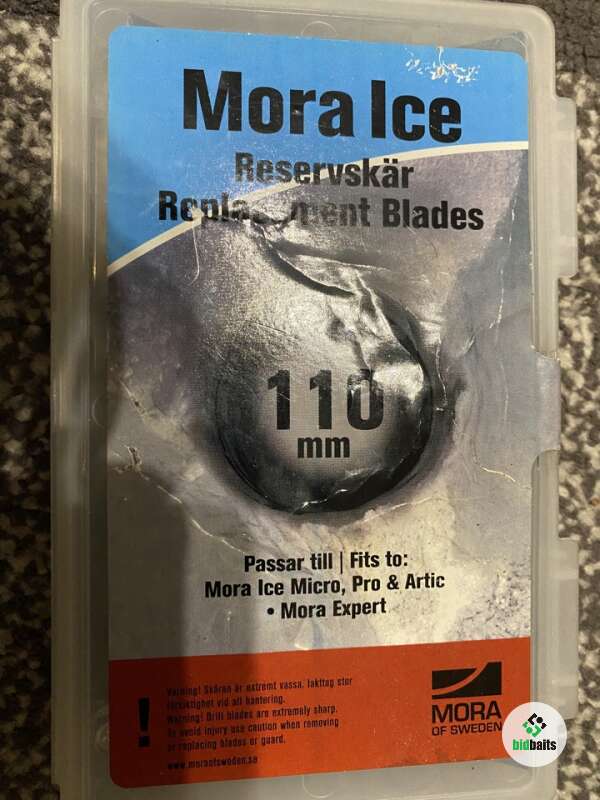 Mora Ice
Reservskär
Replacement Blades
110
mm
Passar till | Fits to:
Mora Ice Micro, Pro & Artic
• Mora Expert
!
Varning! Skären är extremt vassa. Iakttag stor
försiktighet vid all hantering.
Warning! Drill blades are extremely sharp.
To avoid injury use caution when removing
or replacing blades or guard.
www.moraofsweden.se
MORA
OF SWEDEN
bidbaits